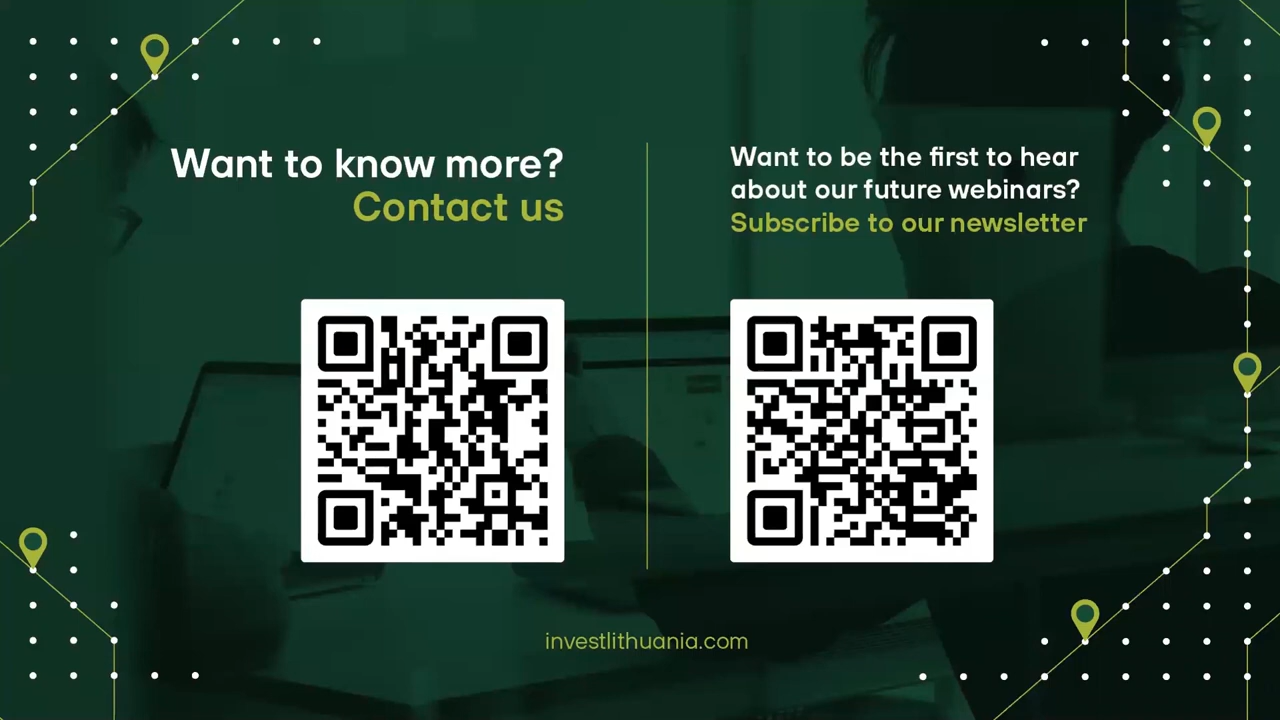 Want to know more?
Contact us
Want to be the first to hear
about our future webinars?
Subscribe to our newsletter
investlithuania.com